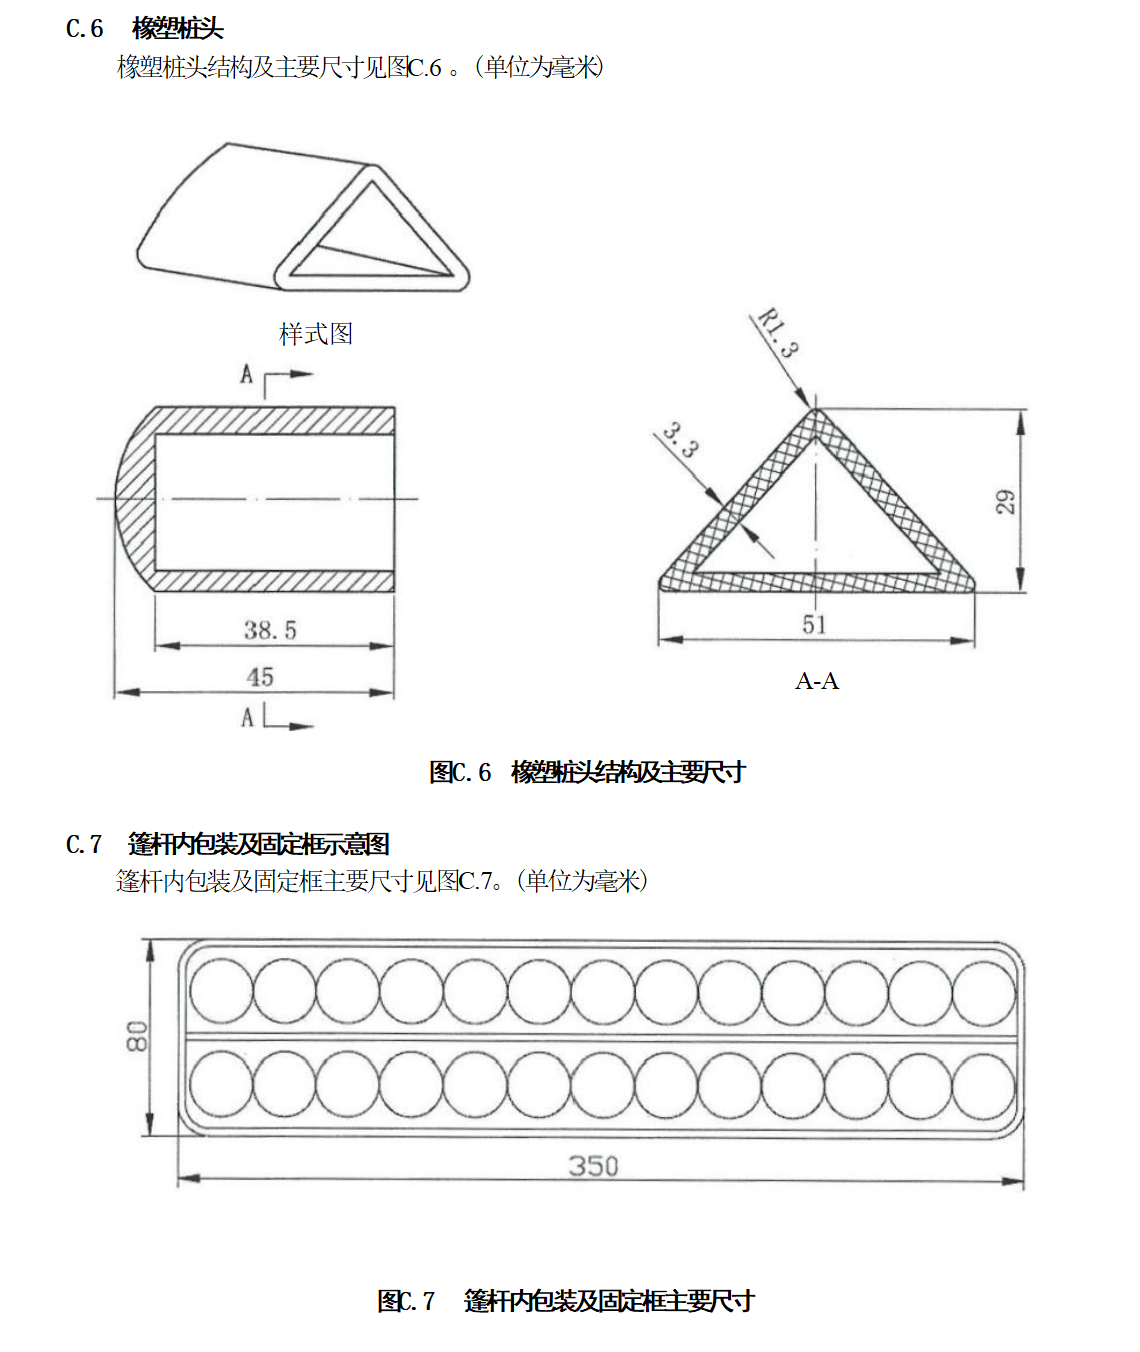 C.6 橡塑桩头
橡塑桩头结构及主要尺寸见图C.6 。(单位为毫米)
样式图
A
R1.3
3.3
29
38.5
51
45
A-A
A
图C.6 橡塑桩头结构及主要尺寸
C.7 篷杆内包装及固定框示意图
篷杆内包装及固定框主要尺寸见图C.7。(单位为毫米)
80
350
图C.7 篷杆内包装及固定框主要尺寸